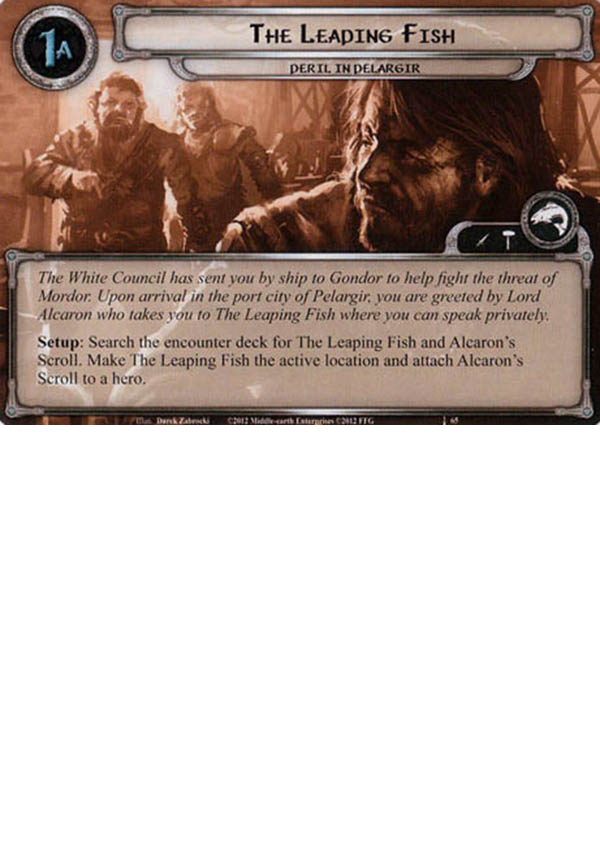 1A
The Leaping Fish
Peril in Pelargir
The White Council has sent you by ship to Gondor to help fight the threat of
Mordor. Upon arrival in the port city of Pelargir, you are greeted by Lord
Alcaron who takes you to The Leaping Fish where you can speak privately.
Setup: Search the encounter deck for The Leaping Fish and Alcaron's
Scroll. Make The Leaping Fish the active location and attach Alcaron's
Scroll to a hero.
Illus. Darek Zabrocki ©2012 Middle-earth Enterprises ©2012 FFG 65